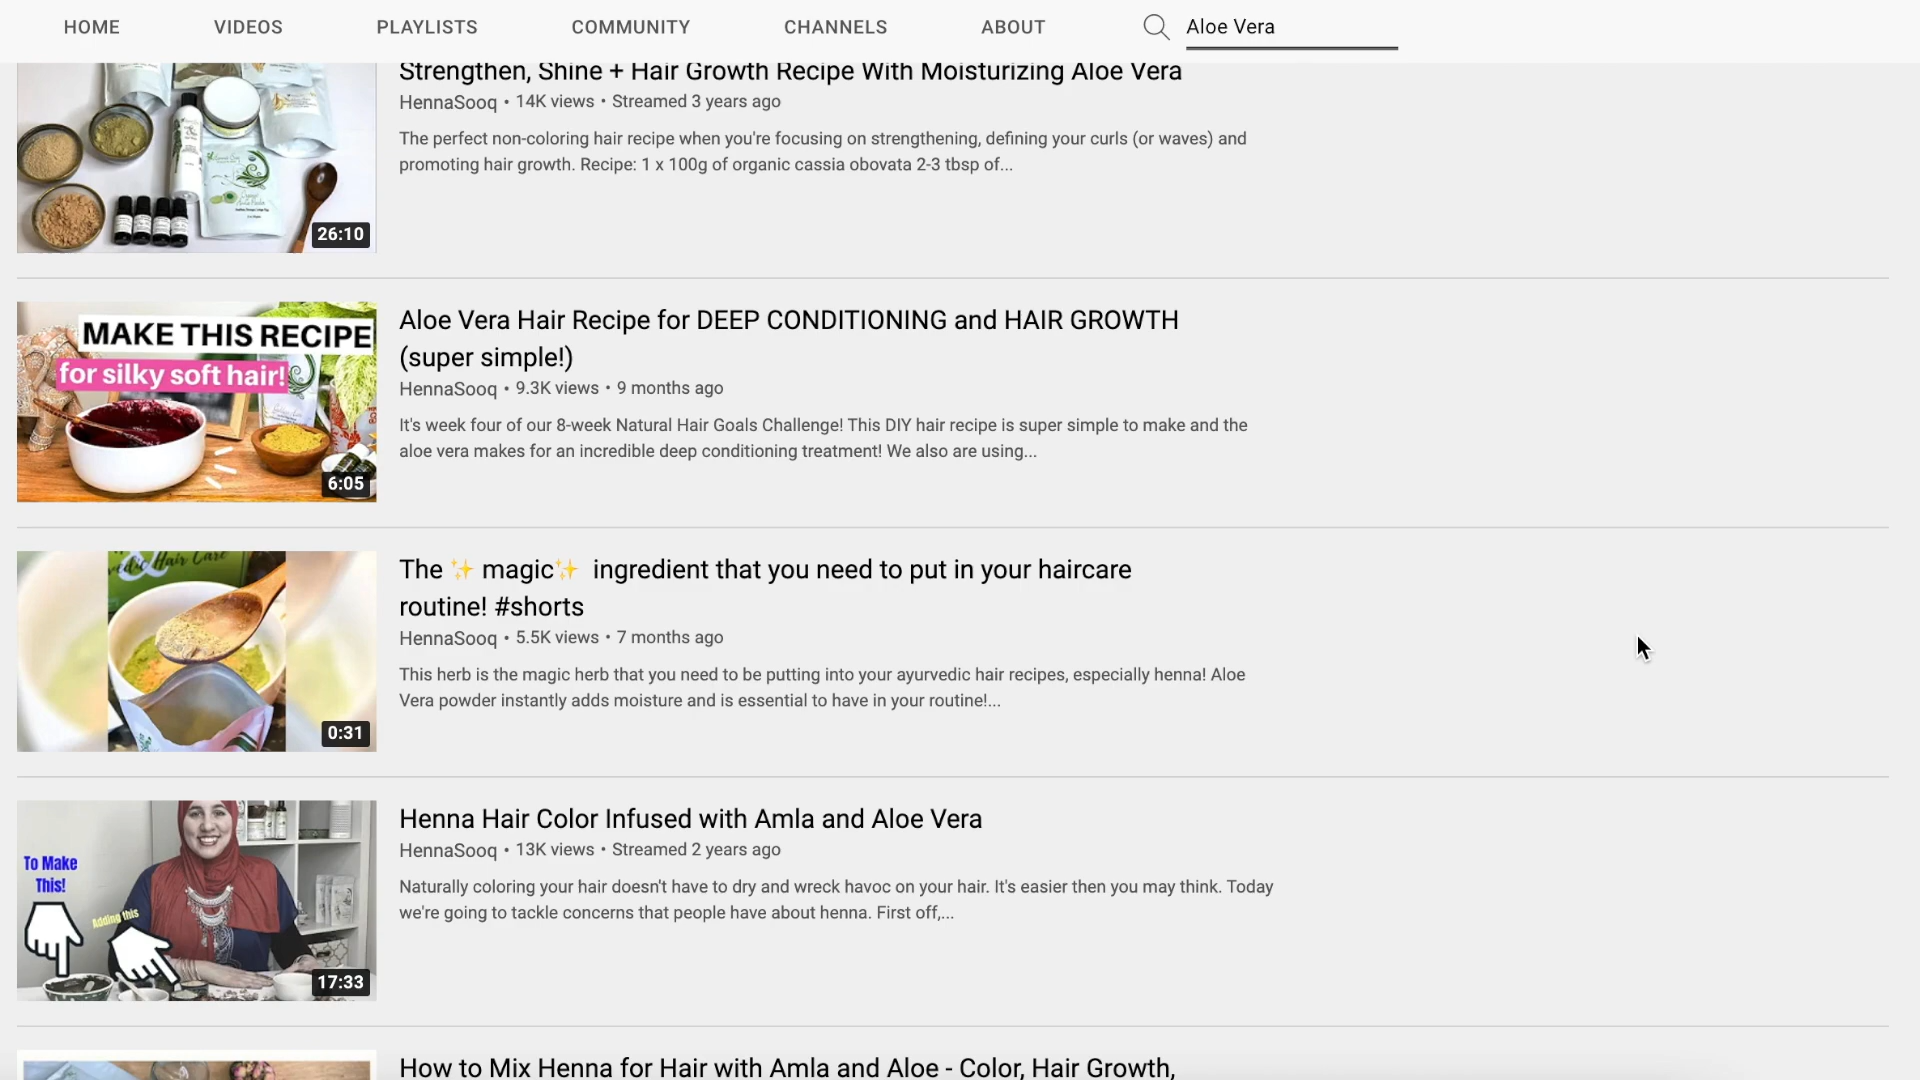 HOME VIDEOS PLAYLISTS COMMUNITY CHANNELS ABOUT Aloe Vera
Strengthen, Shine + Hair Growth Recipe With Moisturizing Aloe Vera
HennaSooq • 14K views • Streamed 3 years ago
The perfect non-coloring hair recipe when you're focusing on strengthening, defining your curls (or waves) and
promoting hair growth. Recipe: 1 x 100g of organic cassia obovata 2-3 tbsp of...
26:10
MAKE THIS RECIPE
for silky soft hair!
6:05
Aloe Vera Hair Recipe for DEEP CONDITIONING and HAIR GROWTH
(super simple!)
HennaSooq • 9.3K views • 9 months ago
It's week four of our 8-week Natural Hair Goals Challenge! This DIY hair recipe is super simple to make and the
aloe vera makes for an incredible deep conditioning treatment! We also are using...
Hair Care
0:31
The ✨ magic✨ ingredient that you need to put in your haircare
routine! #shorts
HennaSooq • 5.5K views • 7 months ago
This herb is the magic herb that you need to be putting into your ayurvedic hair recipes, especially henna! Aloe
Vera powder instantly adds moisture and is essential to have in your routine!...
To Make
This!
Adding this
17:33
Henna Hair Color Infused with Amla and Aloe Vera
HennaSooq • 13K views • Streamed 2 years ago
Naturally coloring your hair doesn't have to dry and wreck havoc on your hair. It's easier then you may think. Today
we're going to tackle concerns that people have about henna. First off,...
How to Mix Henna for Hair with Amla and Aloe - Color, Hair Growth,